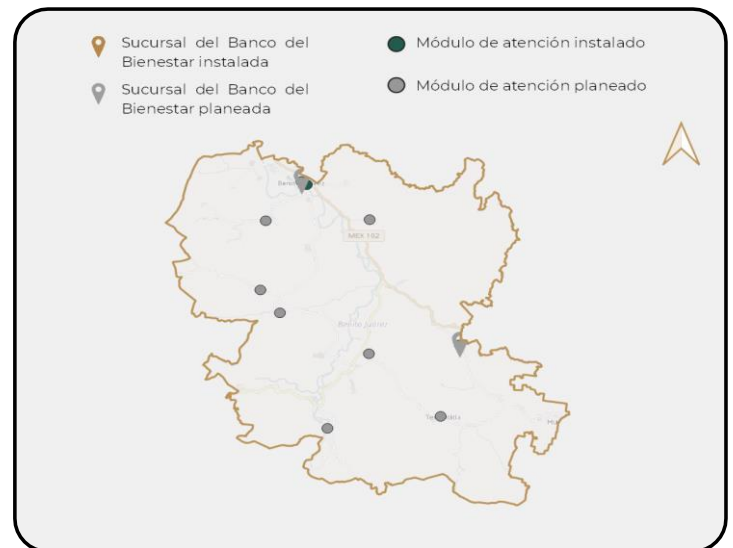 Sucursal del Banco del
Bienestar instalada
Sucursal del Banco del
Bienestar planeada
Módulo de atención instalado
Módulo de atención planeado
MEX 102
Benito Juárez